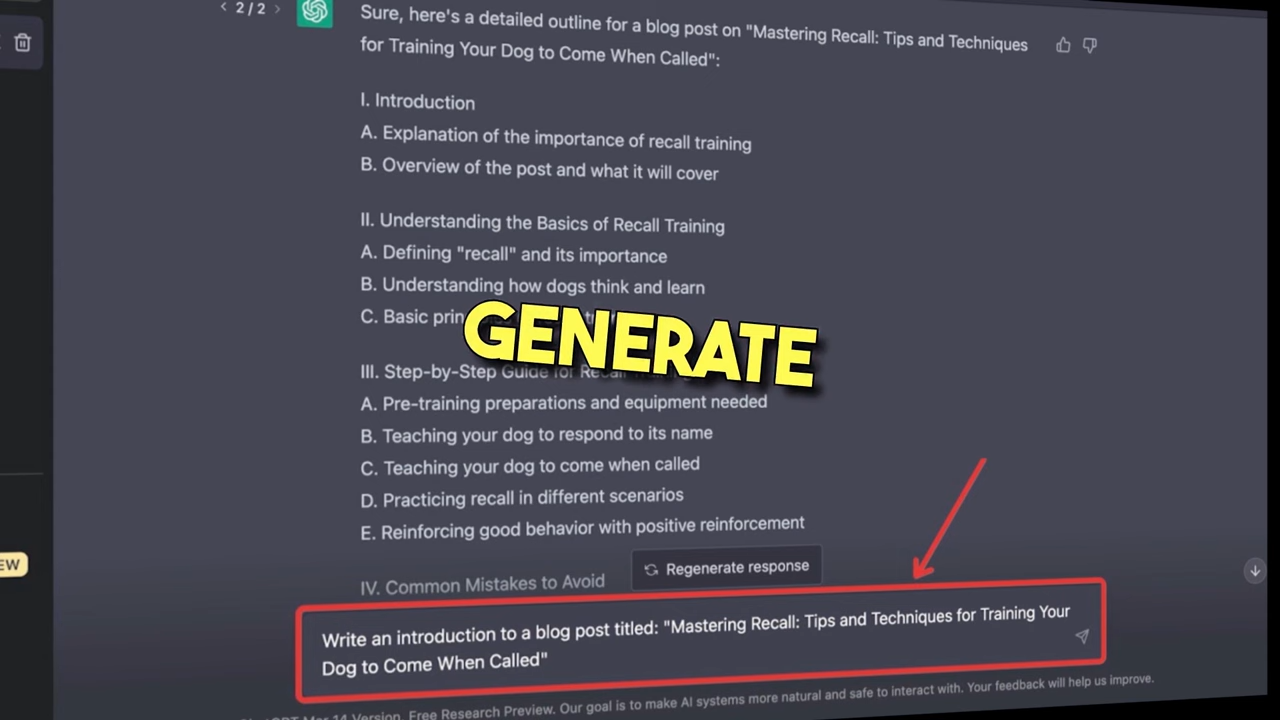 2 / 2
Sure, here's a detailed outline for a blog post on "Mastering Recall: Tips and Techniques
for Training Your Dog to Come When Called":
I. Introduction
A. Explanation of the importance of recall training
B. Overview of the post and what it will cover
II. Understanding the Basics of Recall Training
A. Defining "recall" and its importance
B. Understanding how dogs think and learn
C. Basic
GENERATE
III. Step-by-Step Guide for
A. Pre-training preparations and equipment needed
B. Teaching your dog to respond to its name
C. Teaching your dog to come when called
D. Practicing recall in different scenarios
E. Reinforcing good behavior with positive reinforcement
Regenerate response
IV. Common Mistakes to Avoid
Write an introduction to a blog post titled: "Mastering Recall: Tips and Techniques for Training Your
Dog to Come When Called"
Mar 14 Version. Free Research Preview. Our goal is to make AI systems more natural and safe to interact with. Your feedback will help us improve.